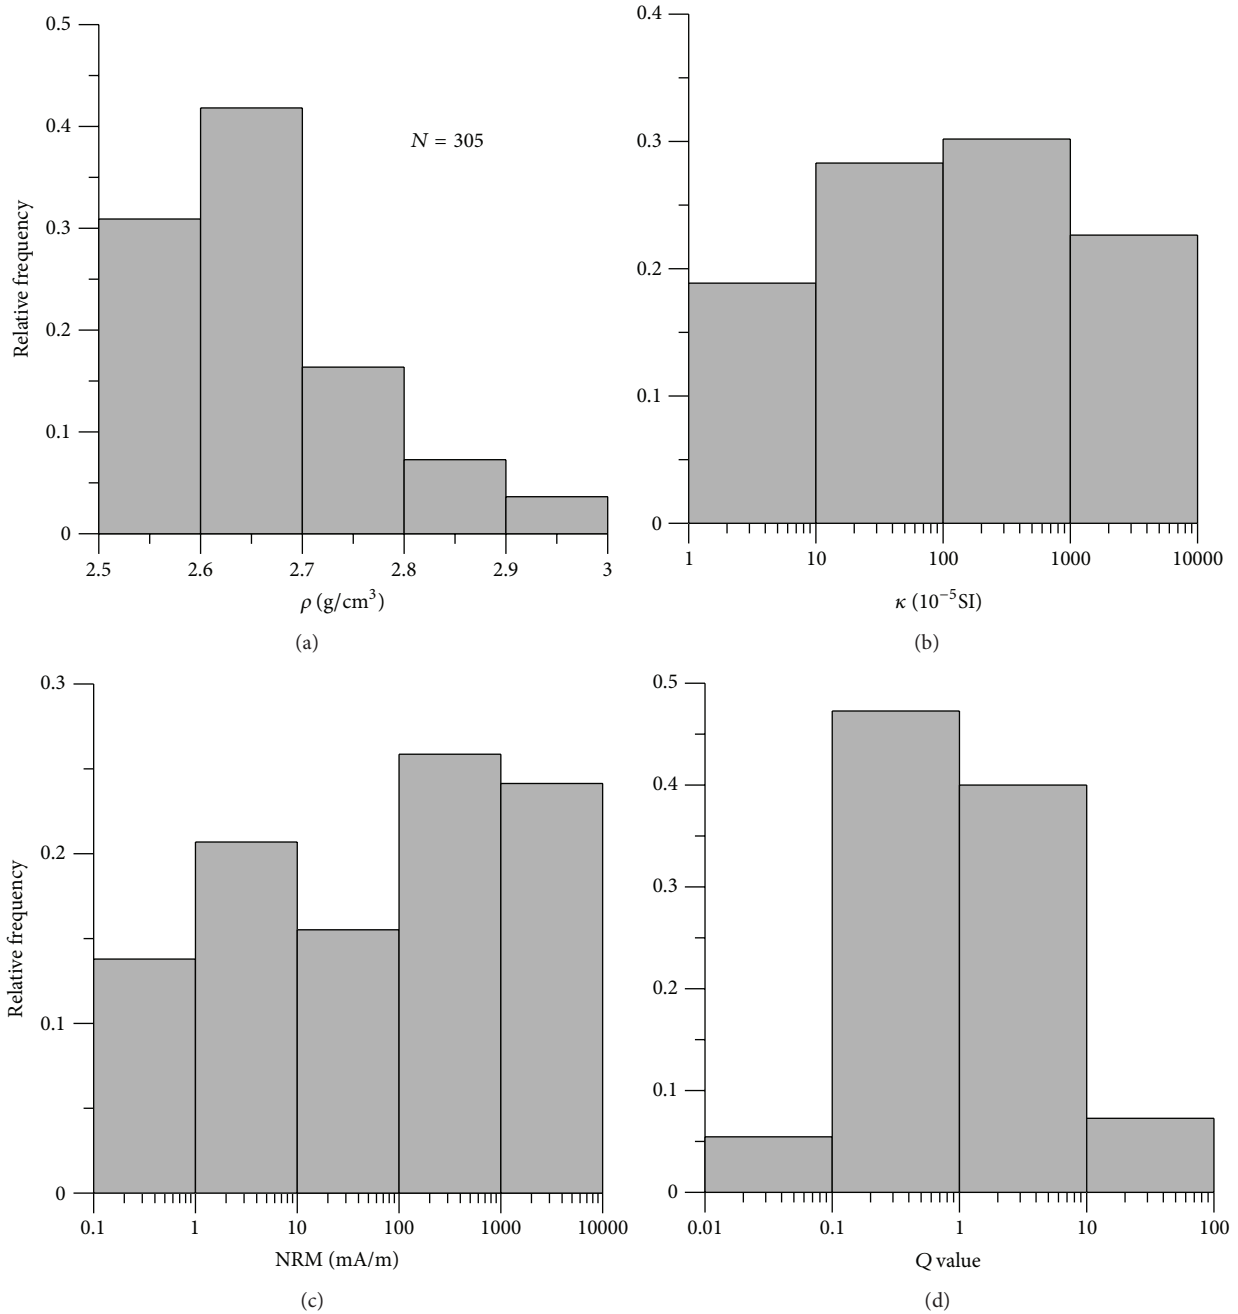 0.5
0.4
0.3
0.2
0.1
0
Relative frequency
N = 305
2.5 2.6 2.7 2.8 2.9 3
ρ (g/cm³)
(a)
0.4
0.3
0.2
0.1
0
1 10 100 1000 10000
κ (10⁻⁵SI)
(b)
0.3
0.2
0.1
0
Relative frequency
0.1 1 10 100 1000 10000
NRM (mA/m)
(c)
0.5
0.4
0.3
0.2
0.1
0
0.01 0.1 1 10 100
Q value
(d)